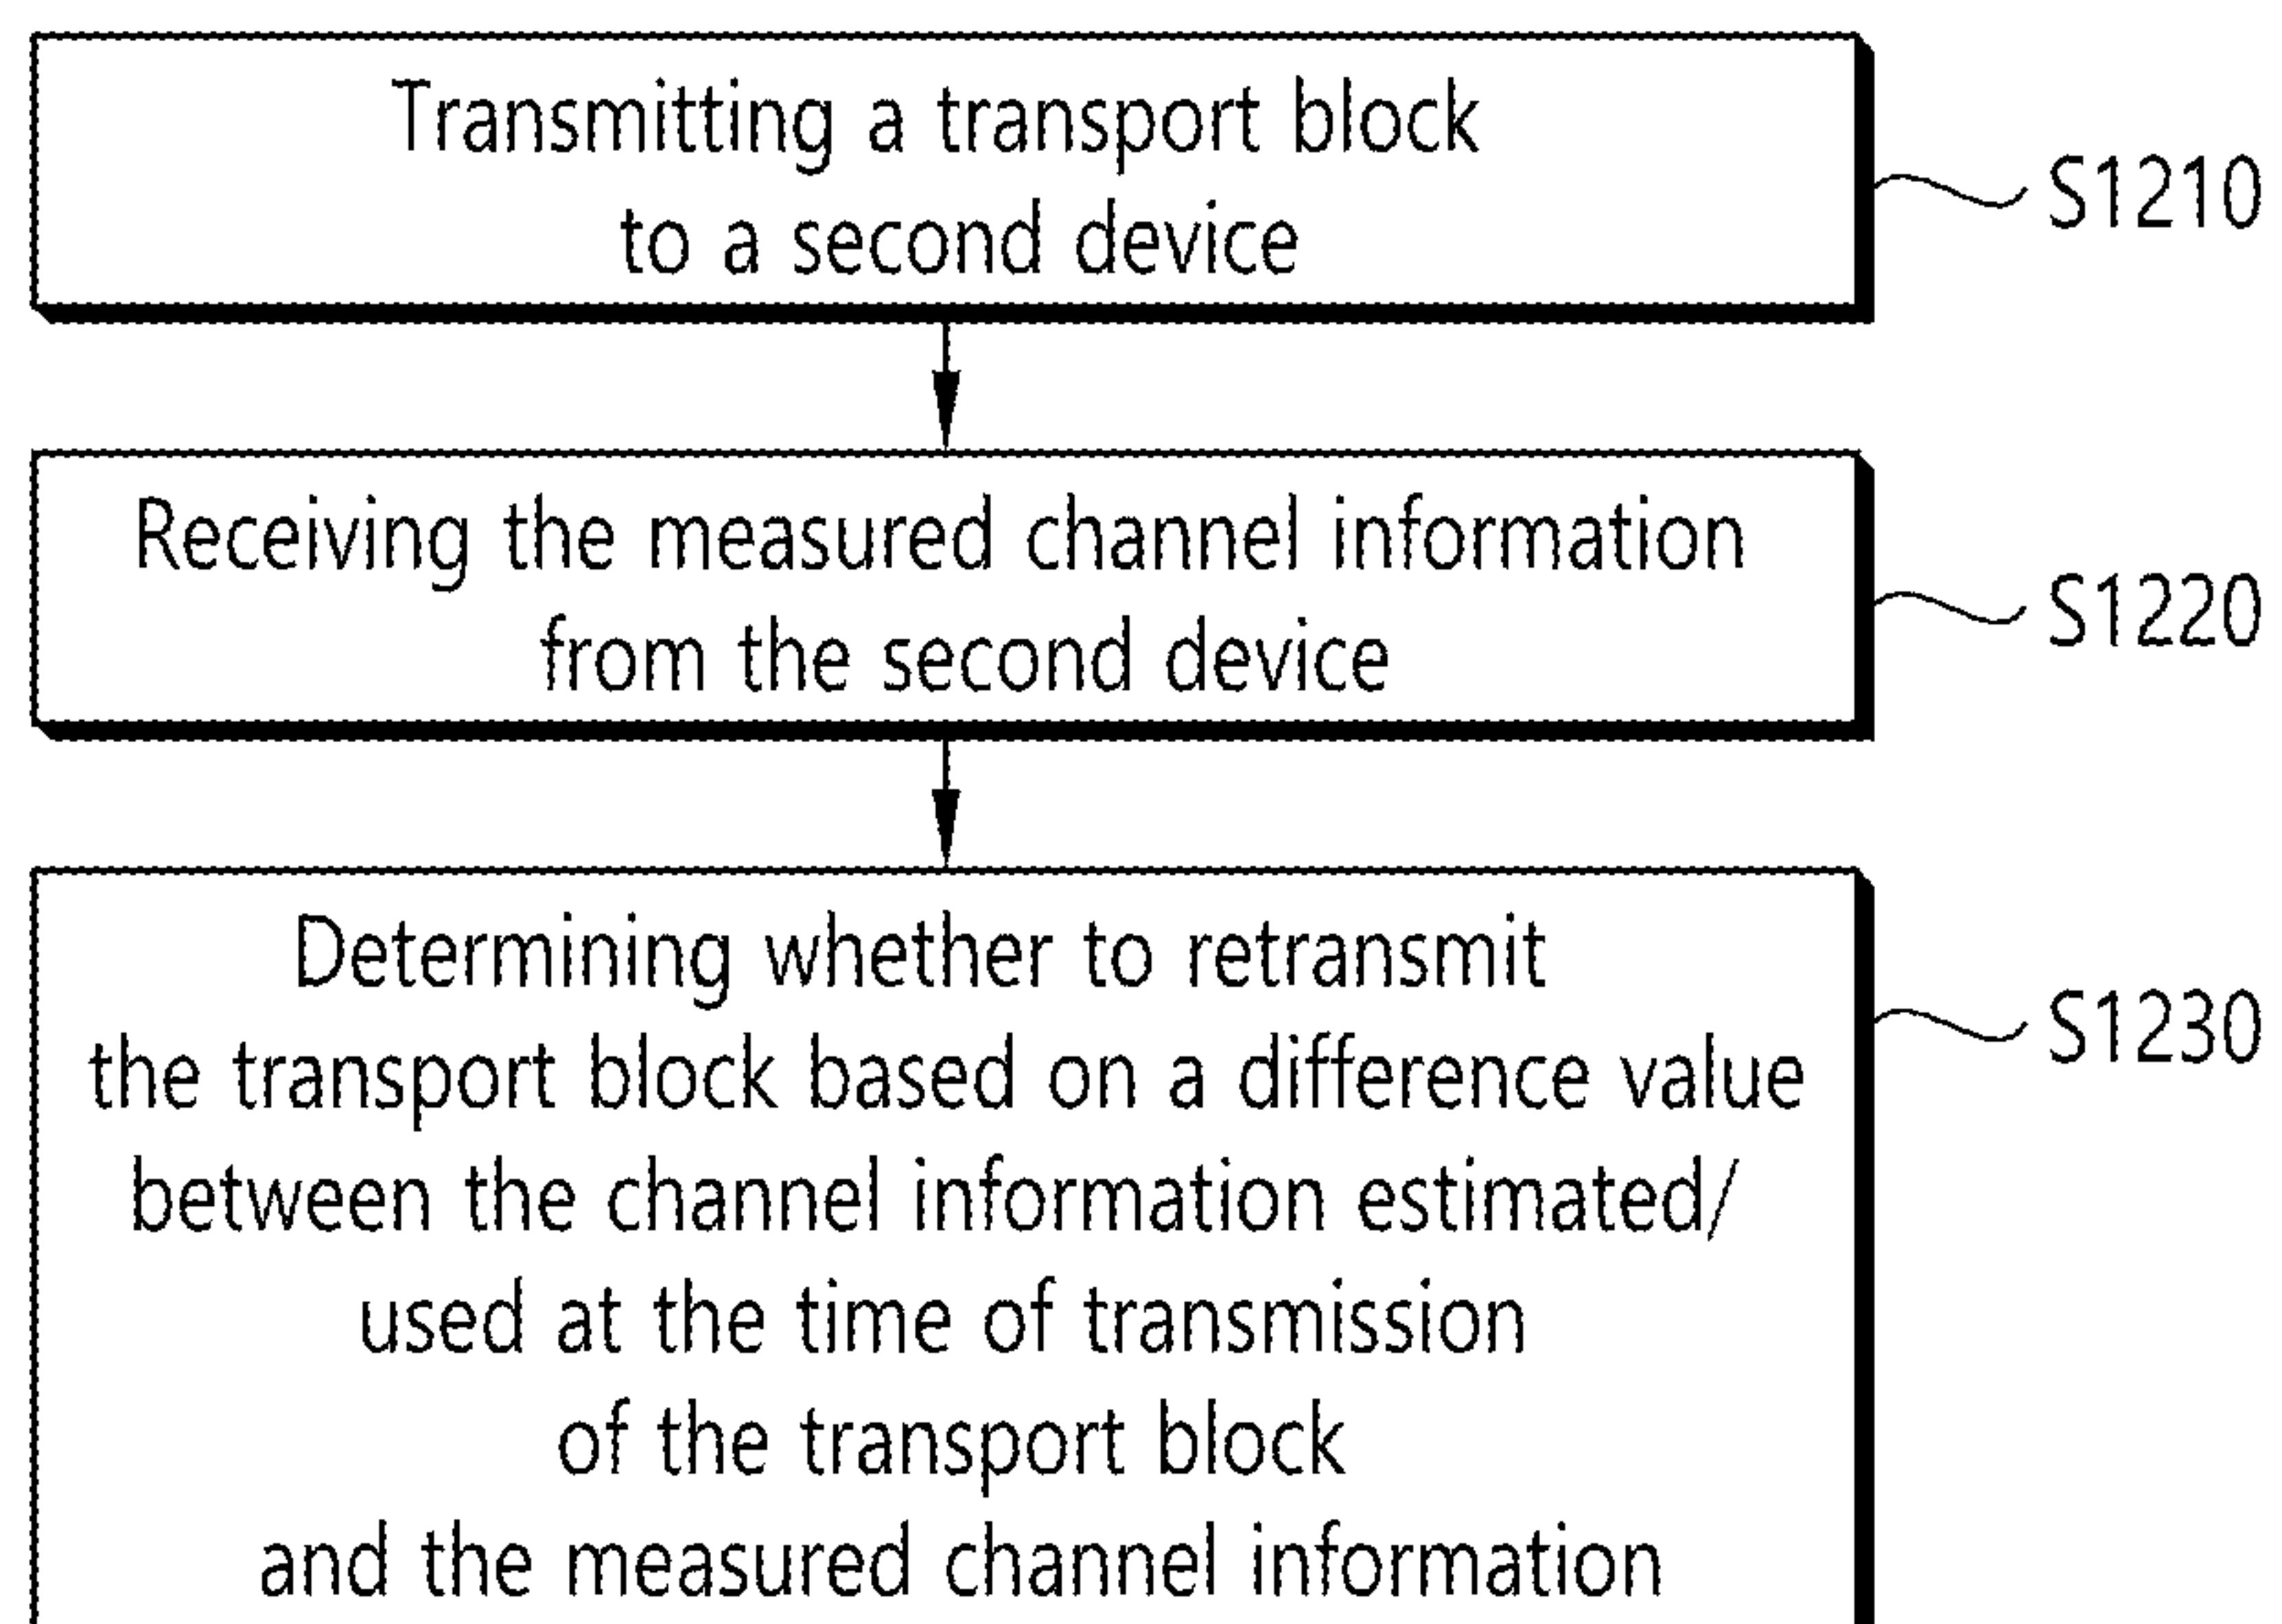 Transmitting a transport block
to a second device
S1210
Receiving the measured channel information
from the second device
S1220
Determining whether to retransmit
the transport block based on a difference value
between the channel information estimated/
used at the time of transmission
of the transport block
and the measured channel information
S1230